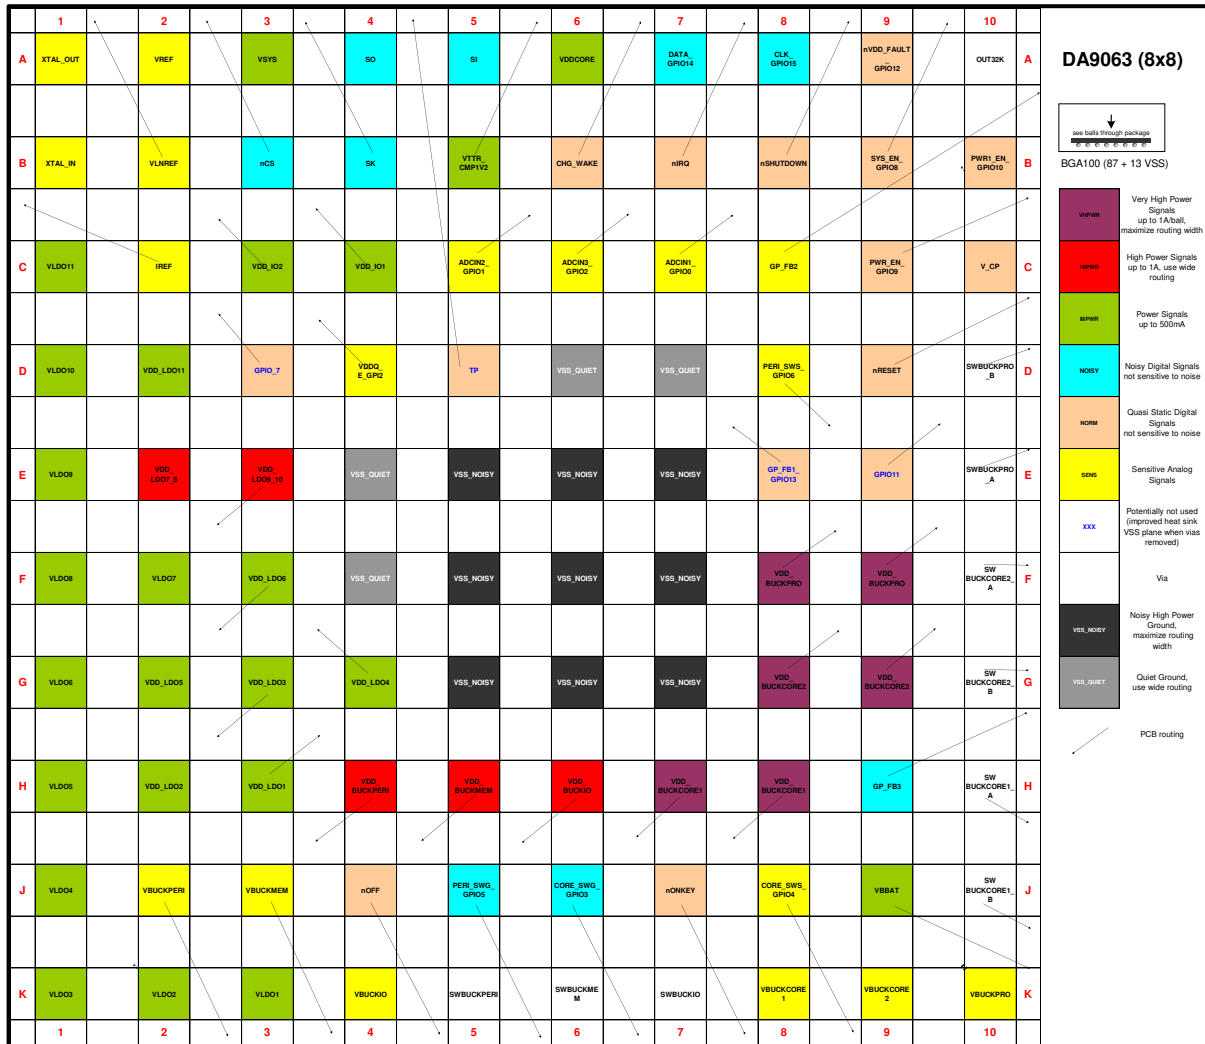 1 2 3 4 5 6 7 8 9 10
A XTAL_OUT VREF VSYS SO SI VDDCORE DATA_ CLK_ nVDD_FAULT OUT32K A
GPIO14 GPIO15 _
GPIO12
B XTAL_IN VLNREF nCS SK VTTR_ CHG_WAKE nIRQ nSHUTDOWN SYS_EN_ PWR1_EN_ B
CMP1V2 GPIO8 GPIO10
C VLDO11 IREF VDD_IO2 VDD_IO1 ADCIN2_ ADCIN3_ ADCIN1_ GP_FB2 PWR_EN_ V_CP C
GPIO1 GPIO2 GPIO0 GPIO9
D VLDO10 VDD_LDO11 GPIO_7 VDDQ_ TP VSS_QUIET VSS_QUIET PERI_SWS_ nRESET SWBUCKPRO D
E_GPI2 GPIO6 _B
E VLDO9 VDD_ VDD_ VSS_QUIET VSS_NOISY VSS_NOISY VSS_NOISY GP_FB1_ GPIO11 SWBUCKPRO E
LDO7_8 LDO9_10 GPIO13 _A
F VLDO8 VLDO7 VDD_LDO6 VSS_QUIET VSS_NOISY VSS_NOISY VSS_NOISY VDD_ VDD_ SW F
BUCKPRO BUCKPRO BUCKCORE2_
A
G VLDO6 VDD_LDO5 VDD_LDO3 VDD_LDO4 VSS_NOISY VSS_NOISY VSS_NOISY VDD_ VDD_ SW G
BUCKCORE2 BUCKCORE2 BUCKCORE2_
B
H VLDO5 VDD_LDO2 VDD_LDO1 VDD_ VDD_ VDD_ VDD_ VDD_ GP_FB3 SW H
BUCKPERI BUCKMEM BUCKIO BUCKCORE1 BUCKCORE1 BUCKCORE1_
A
J VLDO4 VBUCKPERI VBUCKMEM nOFF PERI_SWG_ CORE_SWG_ nONKEY CORE_SWS_ VBBAT SW J
GPIO5 GPIO3 GPIO4 BUCKCORE1_
B
K VLDO3 VLDO2 VLDO1 VBUCKIO SWBUCKPERI SWBUCKME SWBUCKIO VBUCKCORE VBUCKCORE VBUCKPRO K
M 1 2
1 2 3 4 5 6 7 8 9 10
DA9063 (8x8)
see balls through package
BGA100 (87 + 13 VSS)
VHPWR
Very High Power
Signals
up to 1A/ball,
maximize routing width
HIPWR
High Power Signals
up to 1A, use wide
routing
MPWR
Power Signals
up to 500mA
NOISY
Noisy Digital Signals
not sensitive to noise
NORM
Quasi Static Digital
Signals
not sensitive to noise
SENS
Sensitive Analog
Signals
XXX
Potentially not used
(improved heat sink
VSS plane when vias
removed)
Via
VSS_NOISY
Noisy High Power
Ground,
maximize routing
width
VSS_QUIET
Quiet Ground,
use wide routing
PCB routing